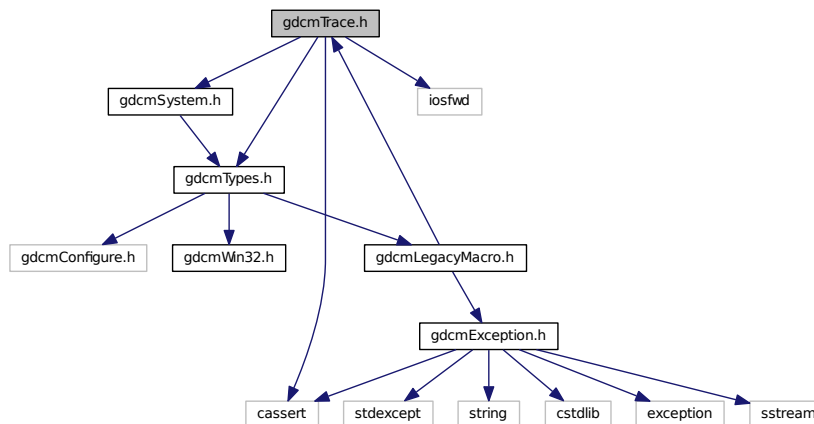 gdcmTrace.h
gdcmSystem.h
iosfwd
gdcmTypes.h
gdcmConfigure.h
gdcmWin32.h
gdcmLegacyMacro.h
gdcmException.h
cassert
stdexcept
string
cstdlib
exception
sstream